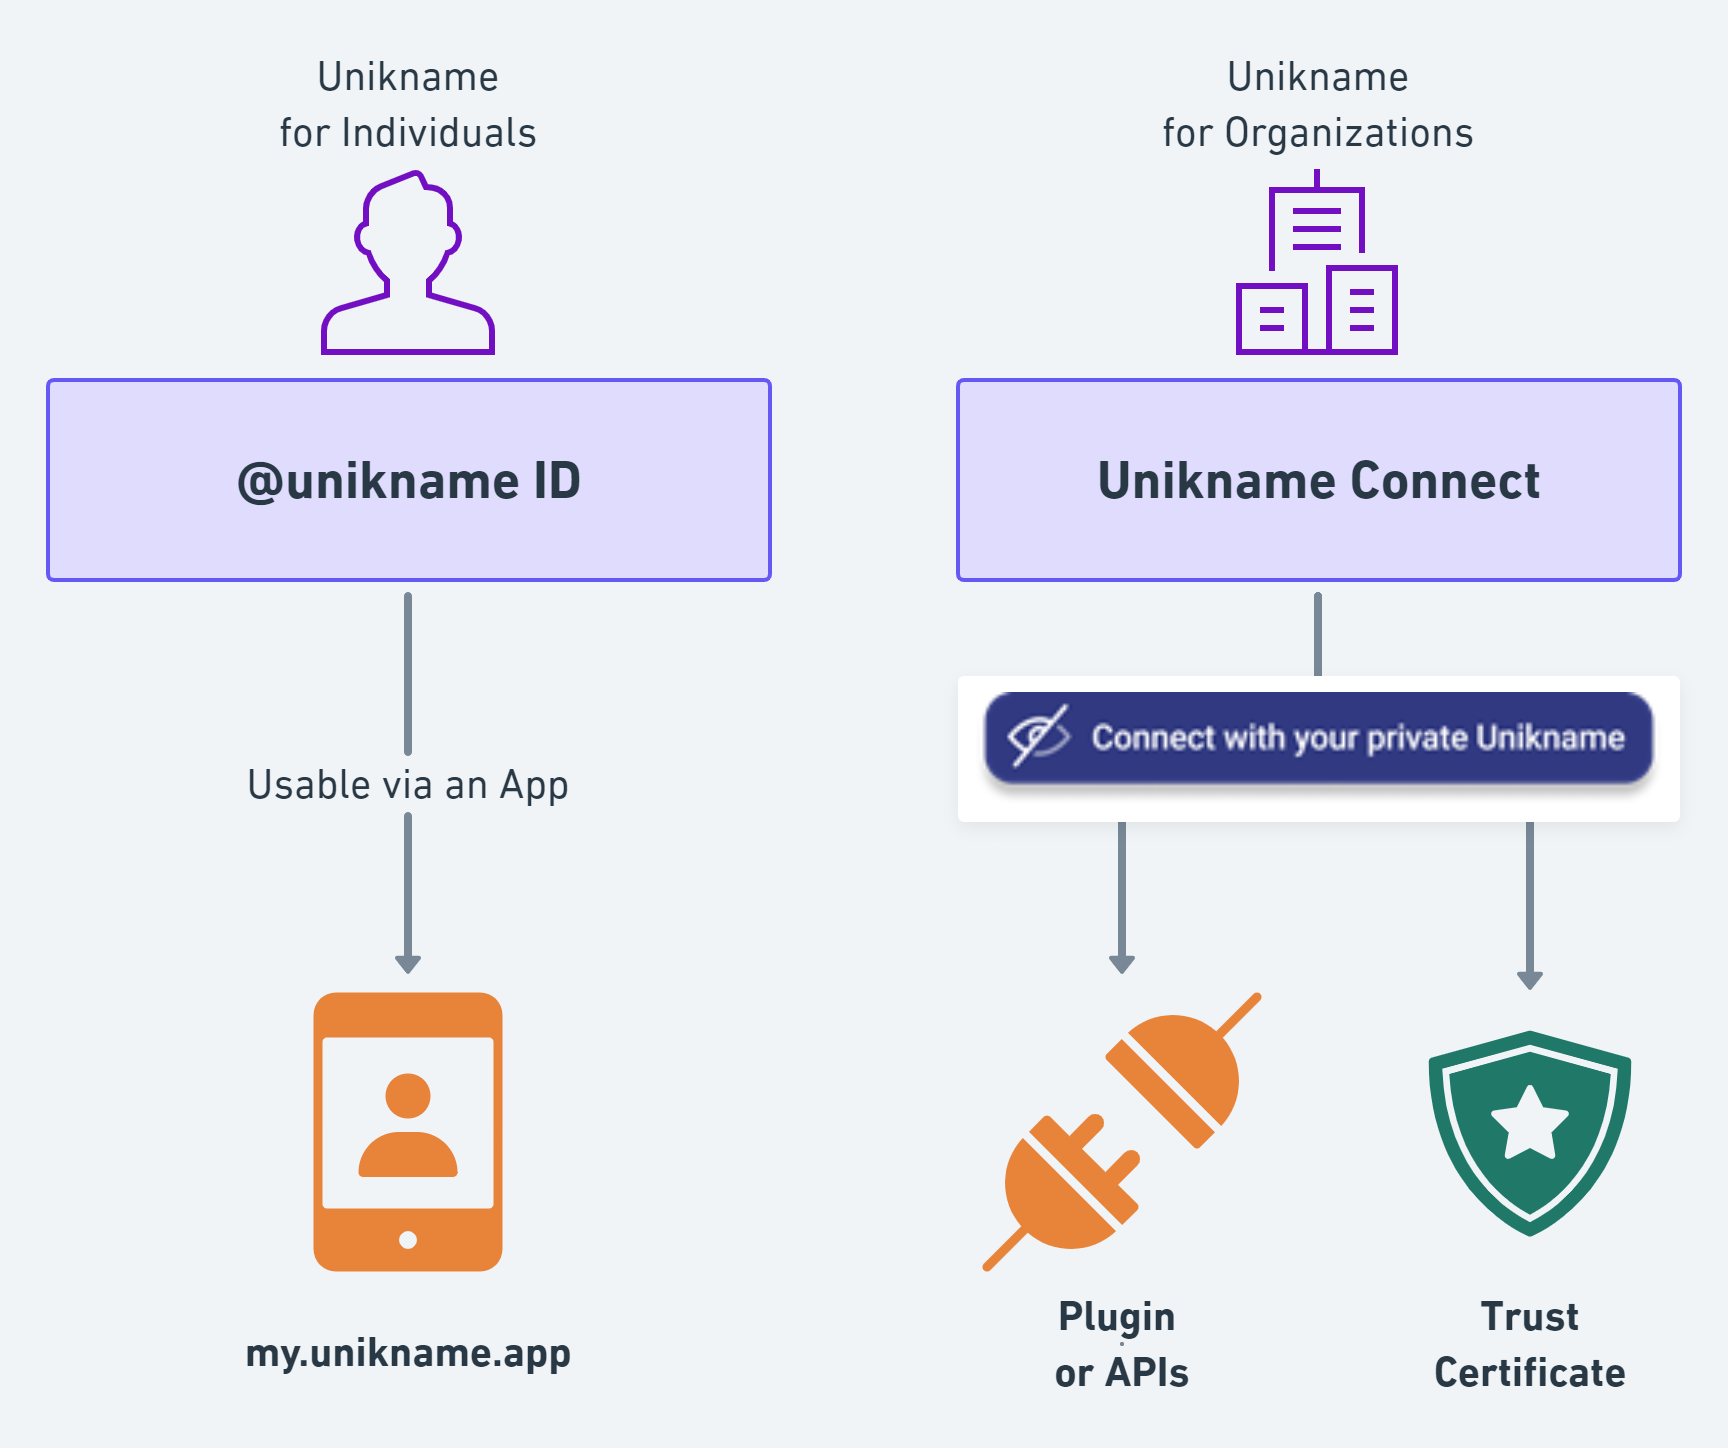 Unikname
for Individuals
@unikname ID
Usable via an App
my.unikname.app
Unikname
for Organizations
Unikname Connect
Connect with your private Unikname
Plugin
or APIs
Trust
Certificate